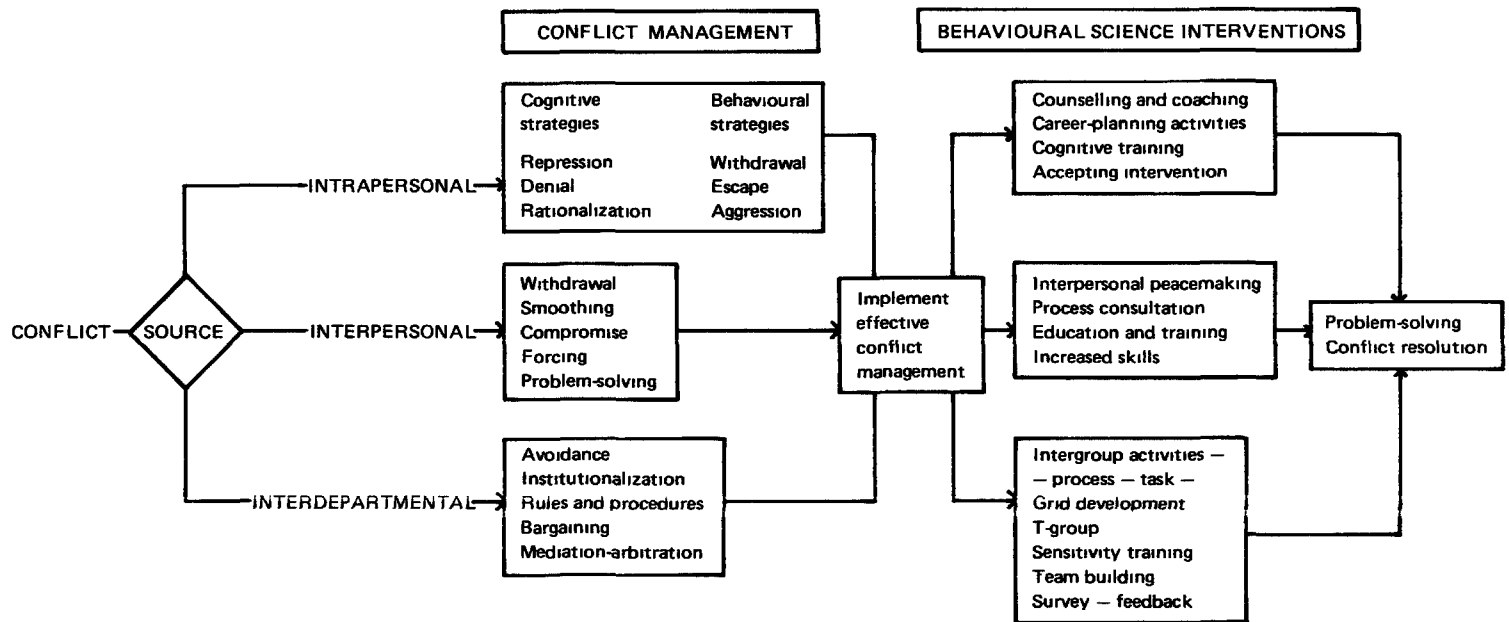 CONFLICT MANAGEMENT
BEHAVIOURAL SCIENCE INTERVENTIONS
CONFLICT
SOURCE
INTRAPERSONAL
Cognitive
strategies
Repression
Denial
Rationalization
Behavioural
strategies
Withdrawal
Escape
Aggression
INTERPERSONAL
Withdrawal
Smoothing
Compromise
Forcing
Problem-solving
INTERDEPARTMENTAL
Avoidance
Institutionalization
Rules and procedures
Bargaining
Mediation-arbitration
Implement
effective
conflict
management
Counselling and coaching
Career-planning activities
Cognitive training
Accepting intervention
Interpersonal peacemaking
Process consultation
Education and training
Increased skills
Intergroup activities —
— process — task —
Grid development
T-group
Sensitivity training
Team building
Survey — feedback
Problem-solving
Conflict resolution